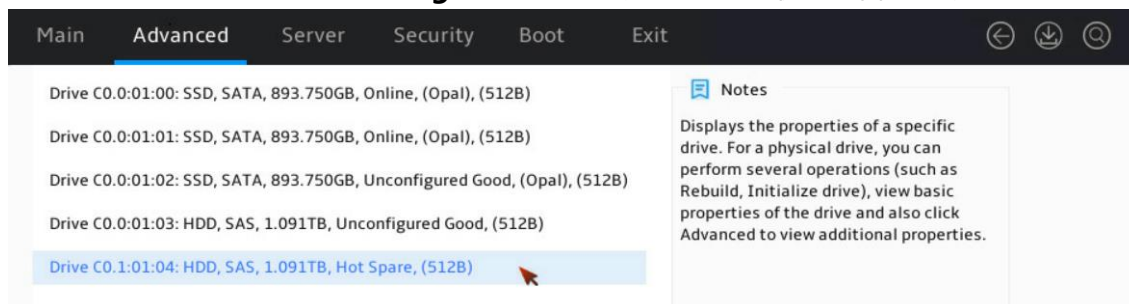 Main Advanced Server Security Boot Exit
Drive C0.0:01:00: SSD, SATA, 893.750GB, Online, (Opal), (512B)
Drive C0.0:01:01: SSD, SATA, 893.750GB, Online, (Opal), (512B)
Drive C0.0:01:02: SSD, SATA, 893.750GB, Unconfigured Good, (Opal), (512B)
Drive C0.0:01:03: HDD, SAS, 1.091TB, Unconfigured Good, (512B)
Drive C0.1:01:04: HDD, SAS, 1.091TB, Hot Spare, (512B)
Notes
Displays the properties of a specific
drive. For a physical drive, you can
perform several operations (such as
Rebuild, Initialize drive), view basic
properties of the drive and also click
Advanced to view additional properties.